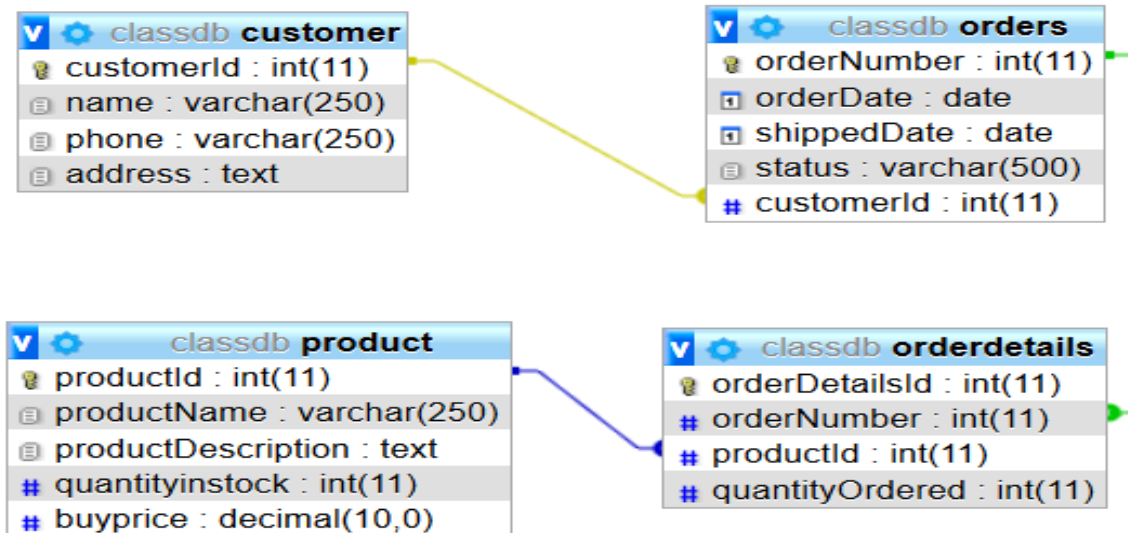 classdb customer
customerId : int(11)
name : varchar(250)
phone : varchar(250)
address : text
classdb orders
orderNumber : int(11)
orderDate : date
shippedDate : date
status : varchar(500)
customerId : int(11)
classdb product
productId : int(11)
productName : varchar(250)
productDescription : text
quantityinstock : int(11)
buyprice : decimal(10,0)
classdb orderdetails
orderDetailsId : int(11)
orderNumber : int(11)
productId : int(11)
quantityOrdered : int(11)